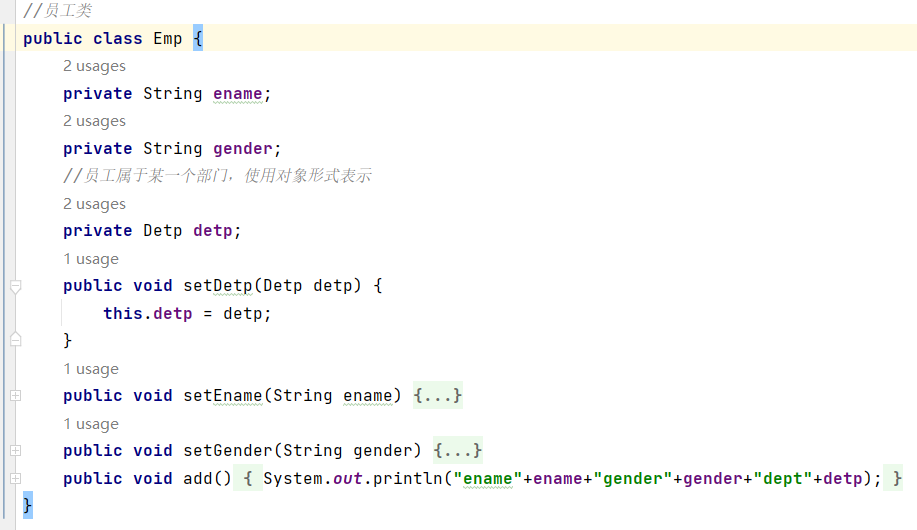 //员工类
public class Emp {
2 usages
private String ename;
2 usages
private String gender;
//员工属于某一个部门，使用对象形式表示
2 usages
private Detp detp;
1 usage
public void setDetp(Detp detp) {
this.detp = detp;
}
1 usage
public void setEname(String ename) {...}
1 usage
public void setGender(String gender) {...}
public void add() { System.out.println("ename"+ename+"gender"+gender+"dept"+detp); }
}